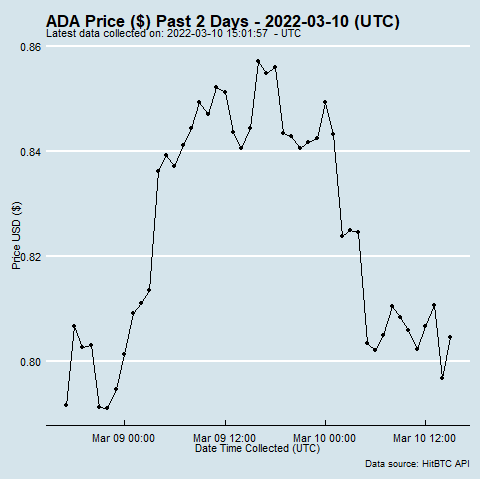 ADA Price ($) Past 2 Days - 2022-03-10 (UTC)
Latest data collected on: 2022-03-10 15:01:57 - UTC
0.86
0.84
0.82
0.80
Price USD ($)
Mar 09 00:00 Mar 09 12:00 Mar 10 00:00 Mar 10 12:00
Date Time Collected (UTC)
Data source: HitBTC API